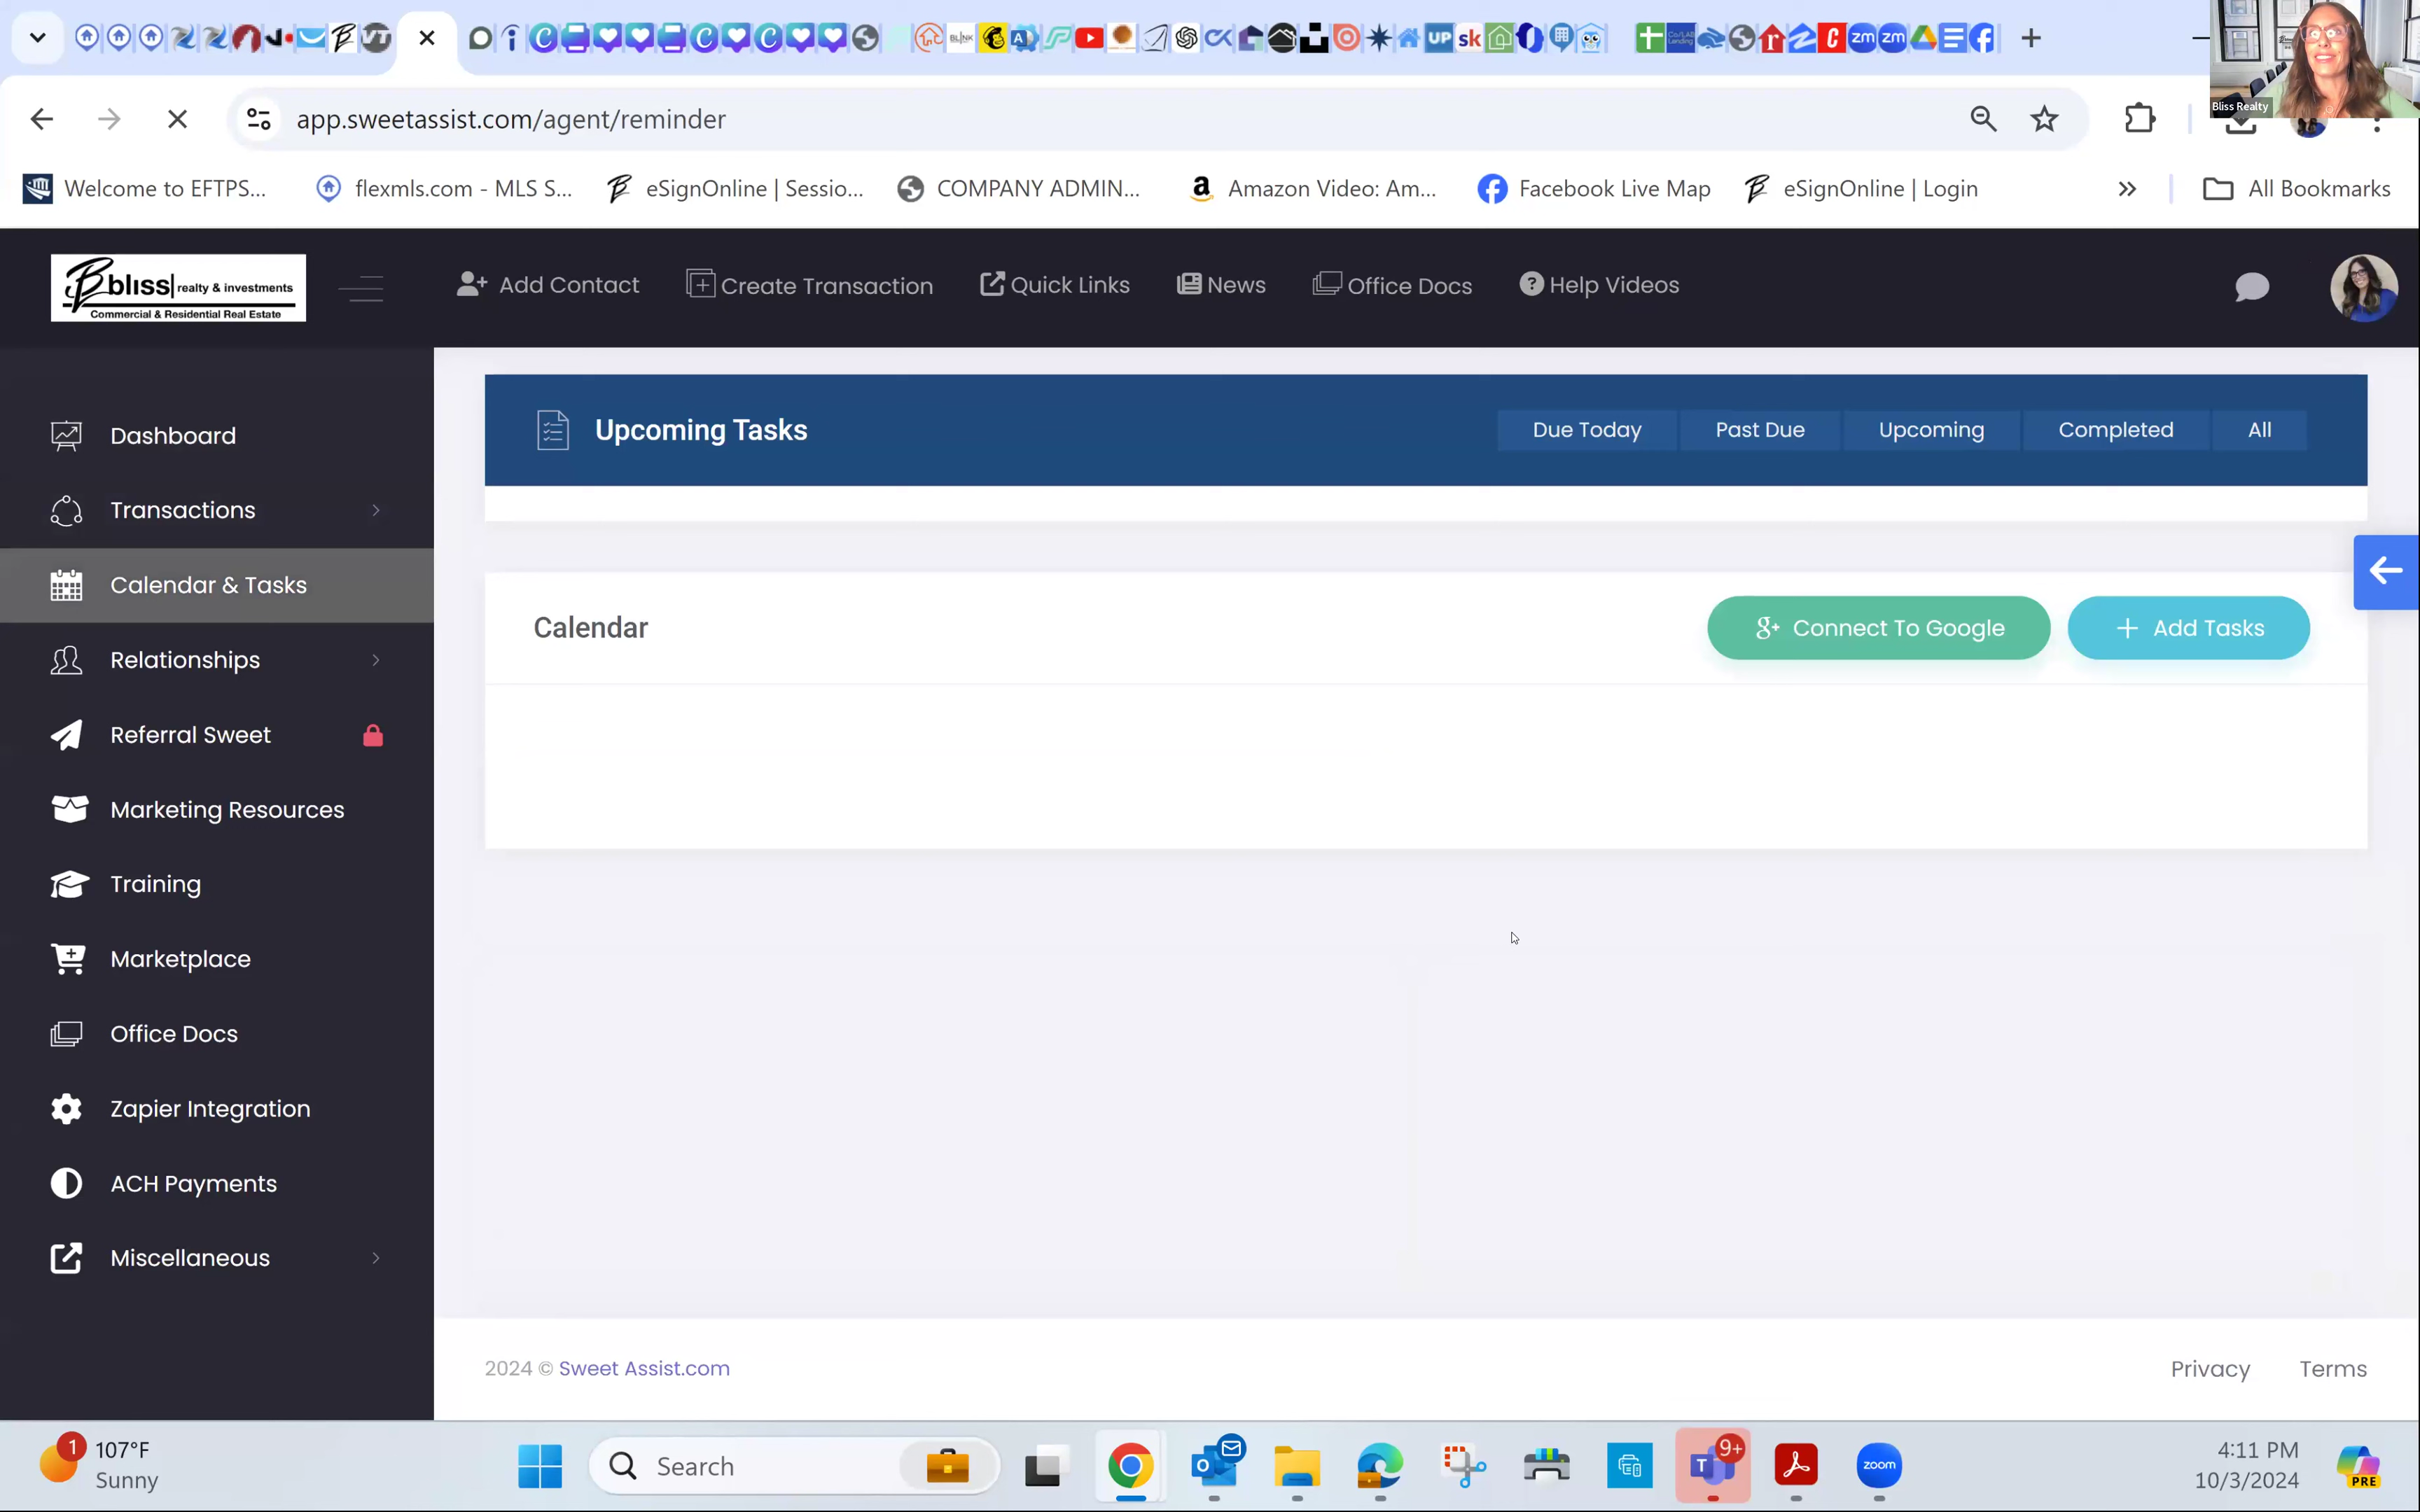 Bliss Realty
app.sweetassist.com/agent/reminder
Welcome to EFTPS...
flexmls.com - MLS S...
eSignOnline | Sessio...
COMPANY ADMIN...
Amazon Video: Am...
Facebook Live Map
eSignOnline | Login
All Bookmarks
bliss realty & investments
Commercial & Residential Real Estate
Add Contact
Create Transaction
Quick Links
News
Office Docs
Help Videos
Dashboard
Transactions
Calendar & Tasks
Relationships
Referral Sweet
Marketing Resources
Training
Marketplace
Office Docs
Zapier Integration
ACH Payments
Miscellaneous
Upcoming Tasks
Due Today
Past Due
Upcoming
Completed
All
Calendar
g+ Connect To Google
+ Add Tasks
2024 © Sweet Assist.com
Privacy
Terms
1
107°F
Sunny
Search
9+
zoom
4:11 PM
10/3/2024
PRE